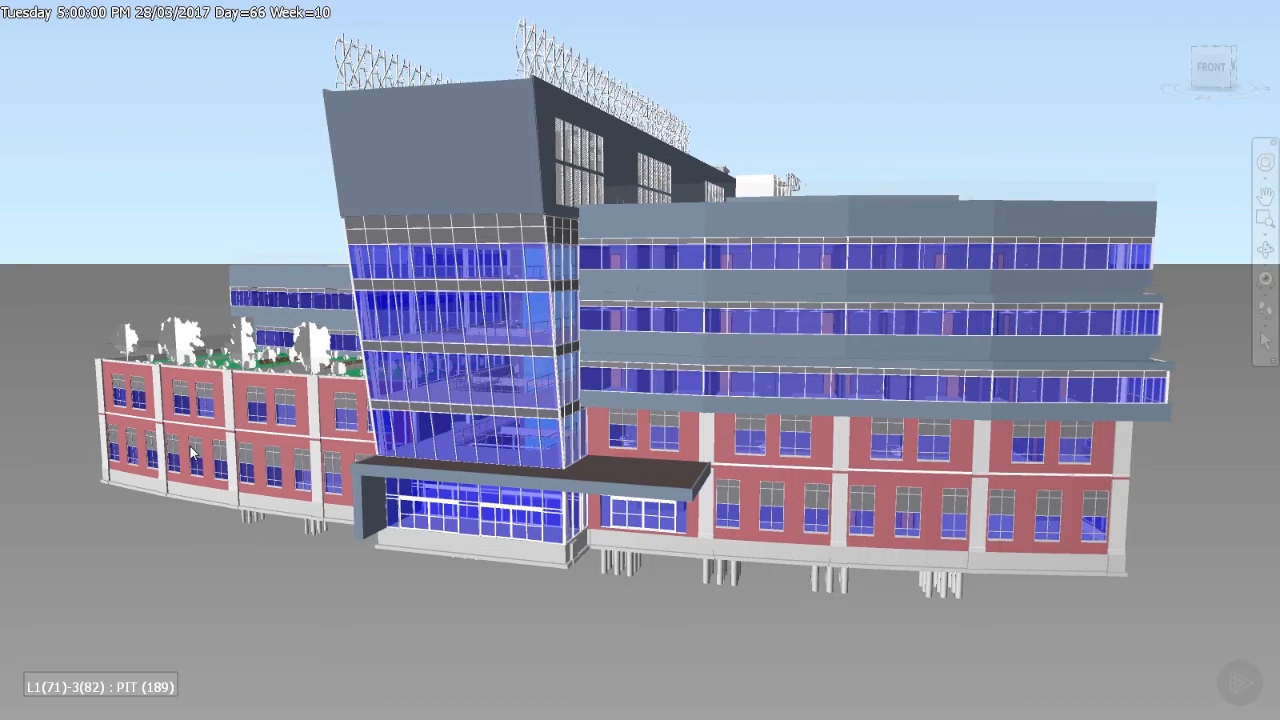 Tuesday 5:00:00 PM 28/03/2017 Day=66 Week=10
FRONT
L1(71)-3(82) : PIT (189)